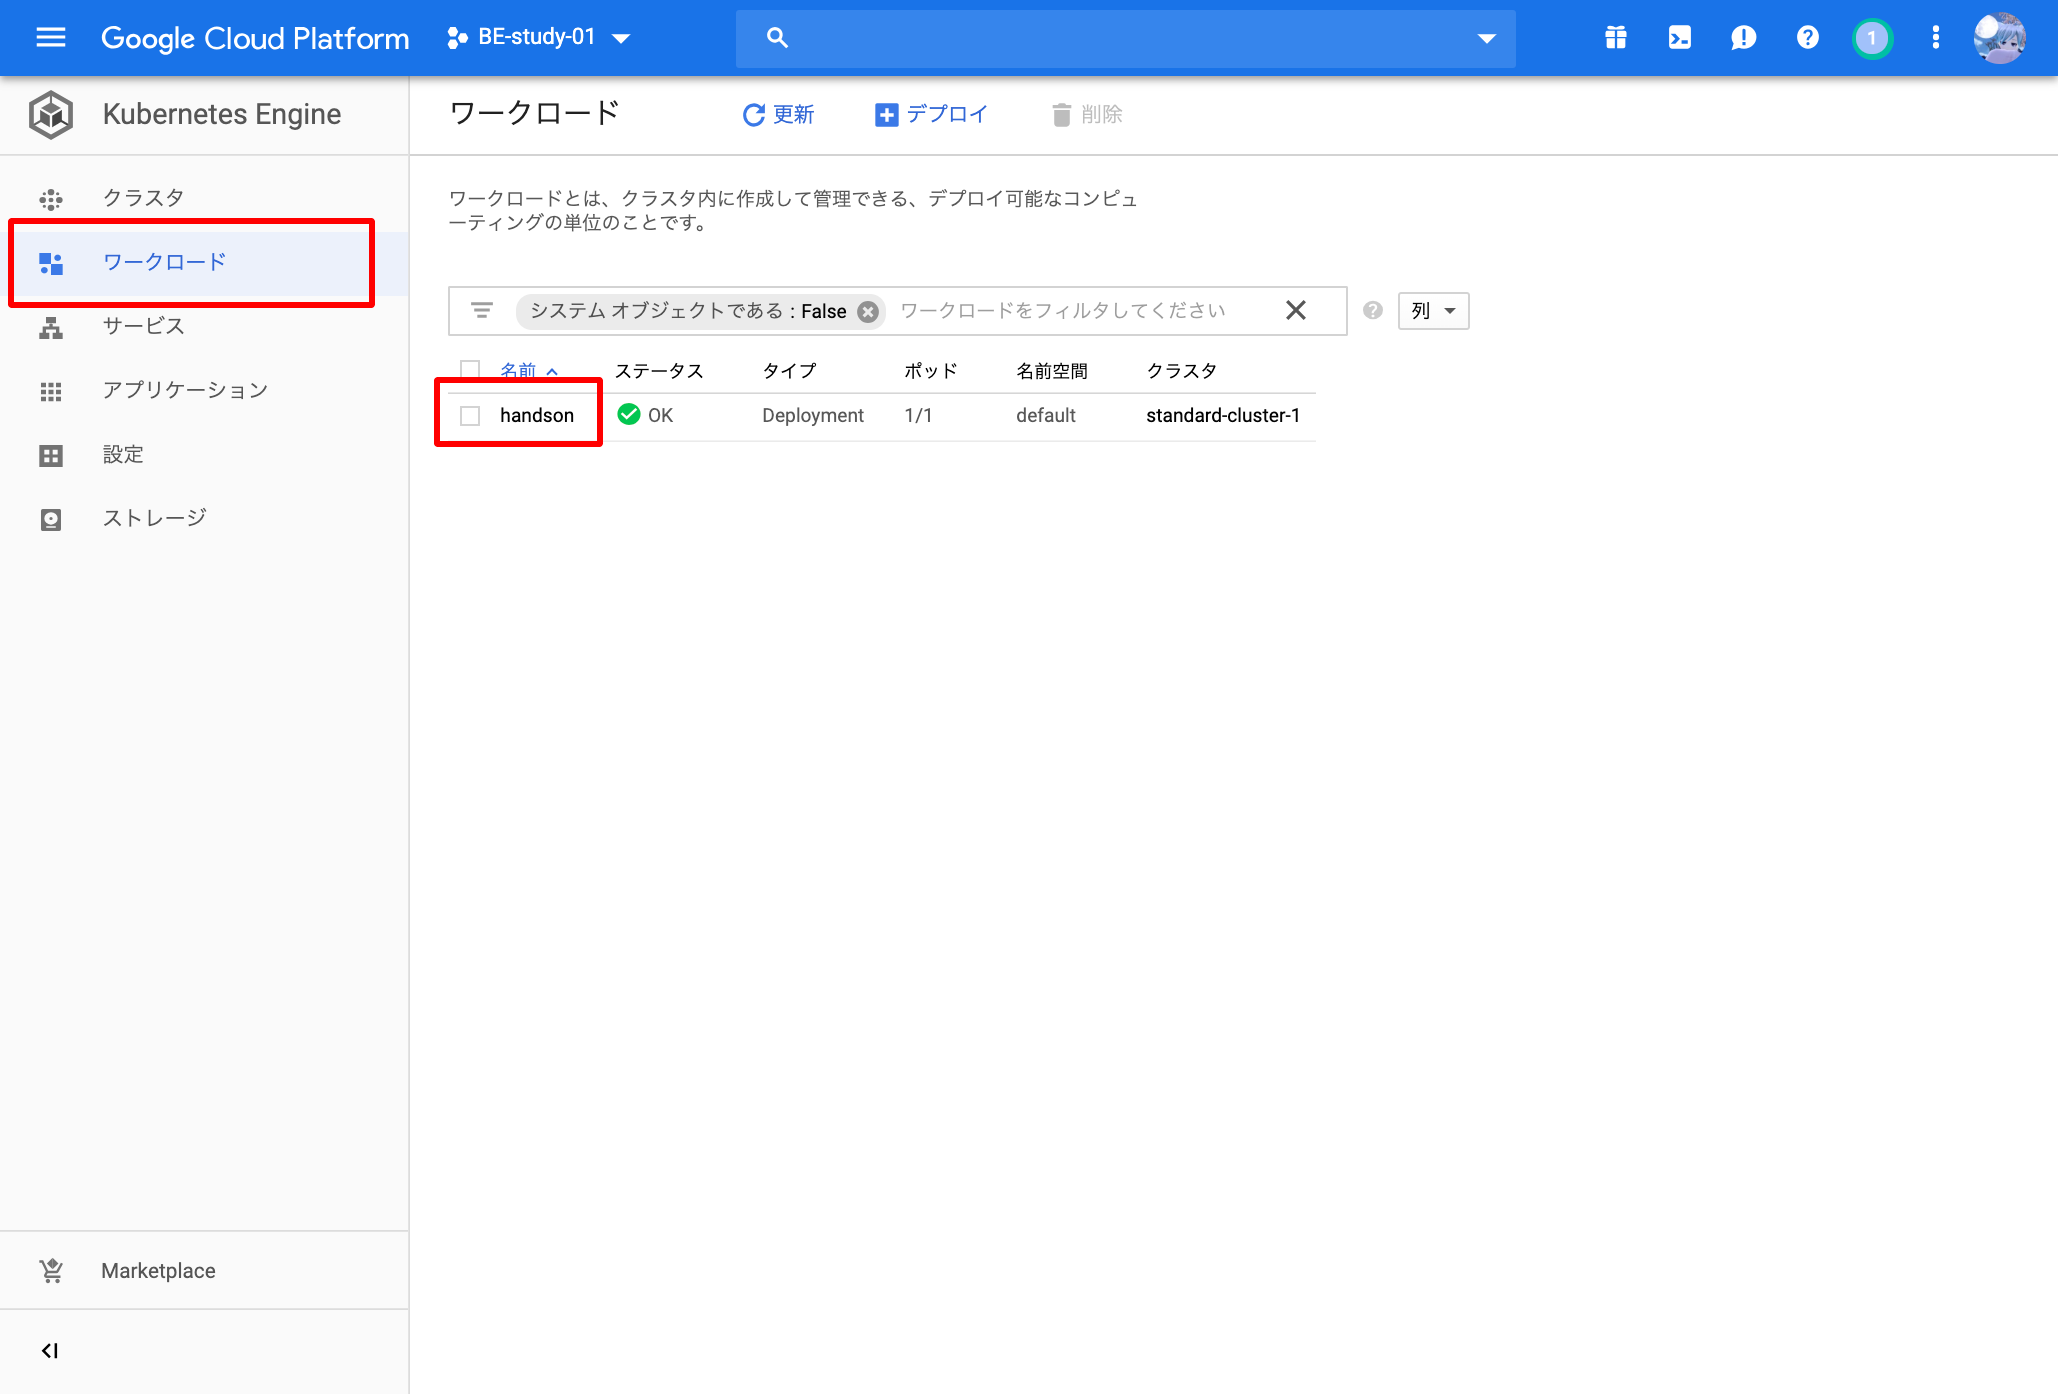 Google Cloud Platform
BE-study-01
1
Kubernetes Engine
ワークロード
更新
デプロイ
削除
クラスタ
ワークロード
サービス
アプリケーション
設定
ストレージ
Marketplace
ワークロードとは、クラスタ内に作成して管理できる、デプロイ可能なコンピュ
ーティングの単位のことです。
システム オブジェクトである : False
ワークロードをフィルタしてください
列
名前 ステータス タイプ ポッド 名前空間 クラスタ
handson OK Deployment 1/1 default standard-cluster-1